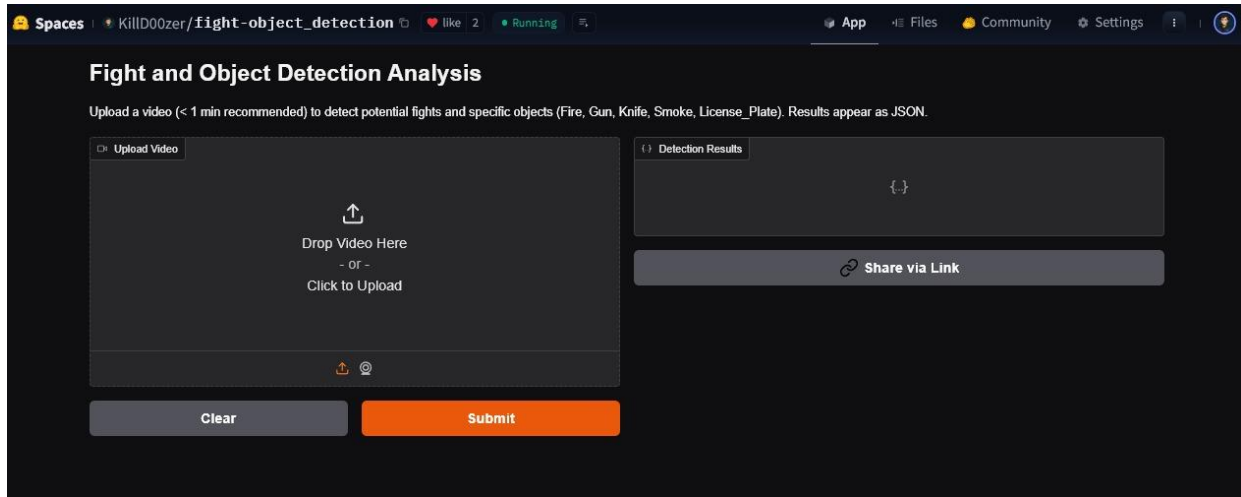 Spaces KillD00zer/fight-object_detection like 2 Running App Files Community Settings
Fight and Object Detection Analysis
Upload a video (< 1 min recommended) to detect potential fights and specific objects (Fire, Gun, Knife, Smoke, License_Plate). Results appear as JSON.
Upload Video
Drop Video Here
- or -
Click to Upload
Clear
Submit
{·} Detection Results
{..}
Share via Link